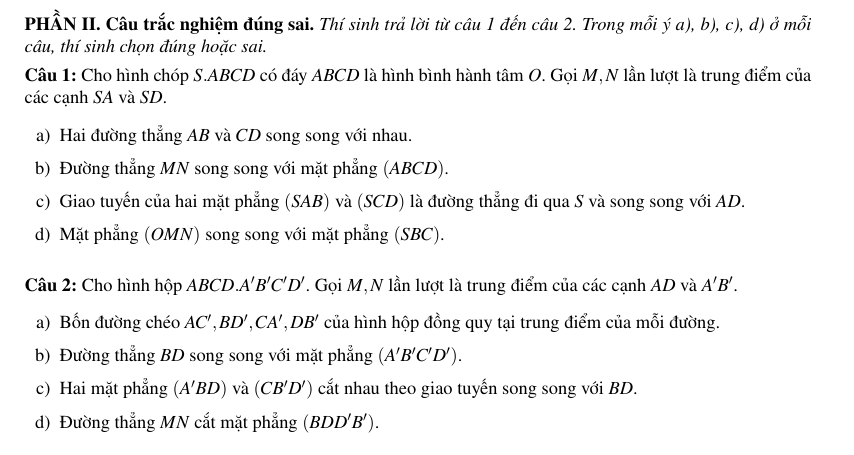 PHẦN II. Câu trắc nghiệm đúng sai. Thí sinh trả lời từ câu 1 đến câu 2. Trong mỗi ý a), b), c), d) ở mỗi
câu, thí sinh chọn đúng hoặc sai.
Câu 1: Cho hình chóp S.ABCD có đáy ABCD là hình bình hành tâm O. Gọi M,N lần lượt là trung điểm của
các cạnh SA và SD.
a) Hai đường thẳng AB và CD song song với nhau.
b) Đường thẳng MN song song với mặt phẳng (ABCD).
c) Giao tuyến của hai mặt phẳng (SAB) và (SCD) là đường thẳng đi qua S và song song với AD.
d) Mặt phẳng (OMN) song song với mặt phẳng (SBC).
Câu 2: Cho hình hộp ABCD.A′B′C′D′. Gọi M,N lần lượt là trung điểm của các cạnh AD và A′B′.
a) Bốn đường chéo AC′,BD′,CA′,DB′ của hình hộp đồng quy tại trung điểm của mỗi đường.
b) Đường thẳng BD song song với mặt phẳng (A′B′C′D′).
c) Hai mặt phẳng (A′BD) và (CB′D′) cắt nhau theo giao tuyến song song với BD.
d) Đường thẳng MN cắt mặt phẳng (BDD′B′).